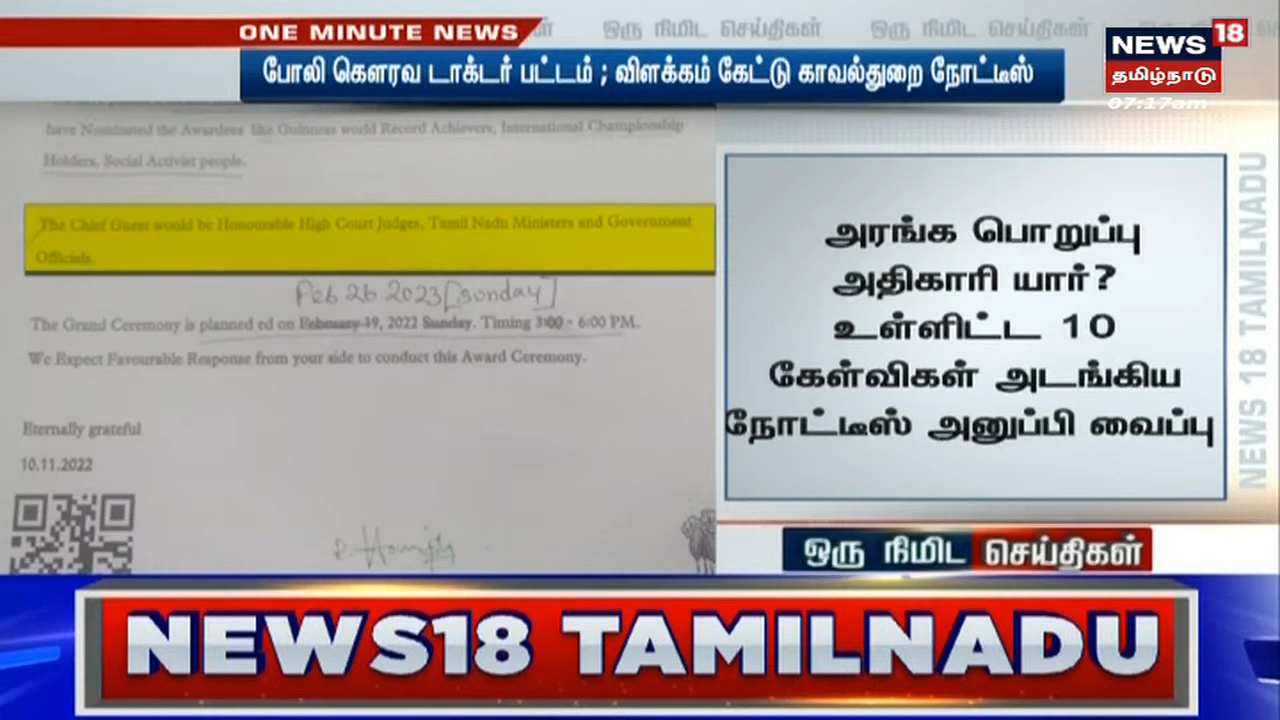 ONE MINUTE NEWS
ஒரு நிமிட செய்திகள்
NEWS 18
தமிழ்நாடு
07:17am
போலி கௌரவ டாக்டர் பட்டம் ; விளக்கம் கேட்டு காவல்துறை நோட்டீஸ்
have Nominated the Awardees like Guinness world Record Achievers, International Championship
Holders, Social Activist people.
The Chief Guest would be Honourable High Court Judges, Tamil Nadu Ministers and Government
Officials.
Feb 26 2023 [Sunday]
The Grand Ceremony is planned ed on February 19, 2022 Sunday. Timing 3:00 - 6:00 PM.
We Expect Favourable Response from your side to conduct this Award Ceremony.
Eternally grateful
10.11.2022
அரங்க பொறுப்பு
அதிகாரி யார்?
உள்ளிட்ட 10
கேள்விகள் அடங்கிய
நோட்டீஸ் அனுப்பி வைப்பு
NEWS 18 TAMILNADU
ஒரு நிமிட செய்திகள்
NEWS18 TAMILNADU